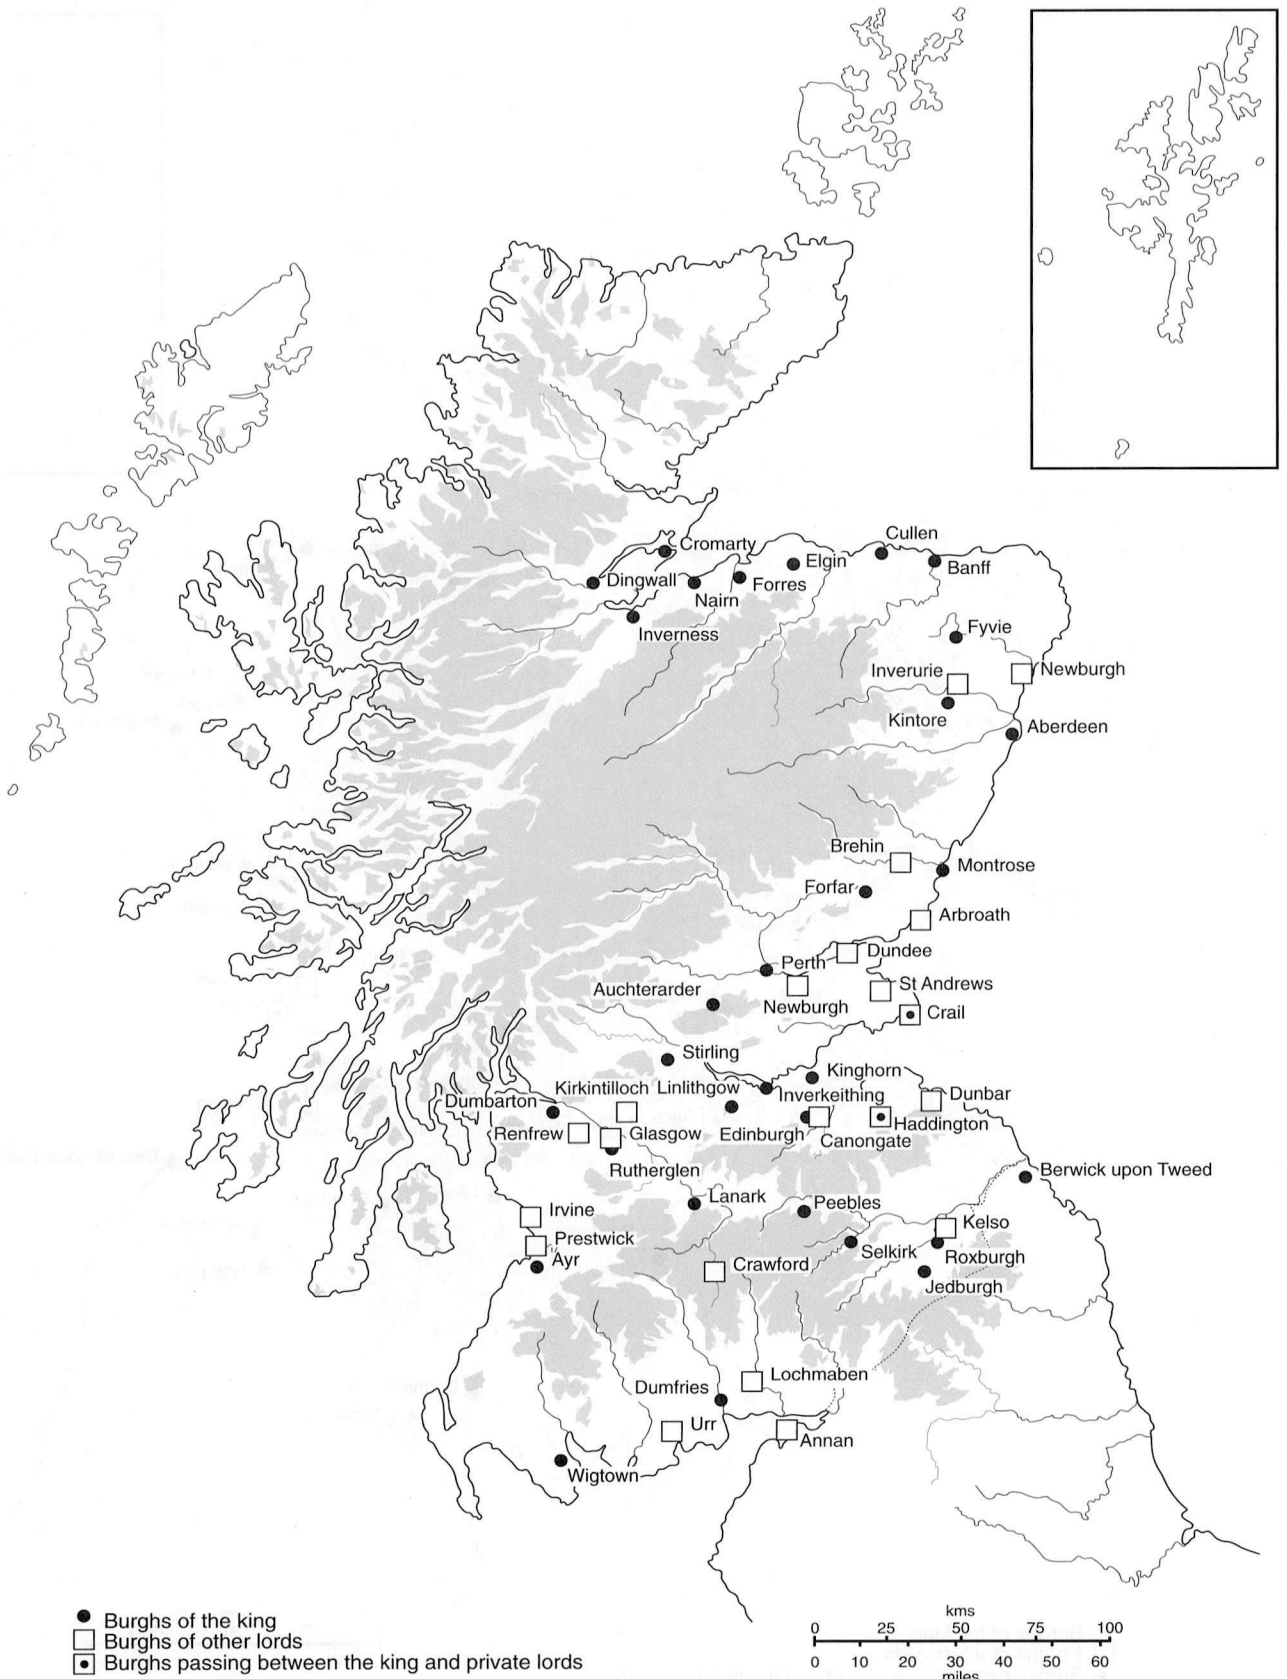 Cullen
Cromarty
Elgin
Banff
Dingwall
Forres
Nairn
Fyvie
Inverness
Inverurie
Newburgh
Kintore
Aberdeen
Brehin
Montrose
Forfar
Arbroath
Dundee
Perth
St Andrews
Auchterarder
Newburgh
Crail
Stirling
Kinghorn
Kirkintilloch
Linlithgow
Inverkeithing
Dunbar
Dumbarton
Haddington
Renfrew
Glasgow
Edinburgh
Canongate
Rutherglen
Berwick upon Tweed
Lanark
Peebles
Irvine
Kelso
Prestwick
Selkirk
Roxburgh
Ayr
Crawford
Jedburgh
Lochmaben
Dumfries
Urr
Annan
Wigtown
Burghs of the king
Burghs of other lords
Burghs passing between the king and private lords
kms
0 25 50 75 100
0 10 20 30 40 50 60
miles